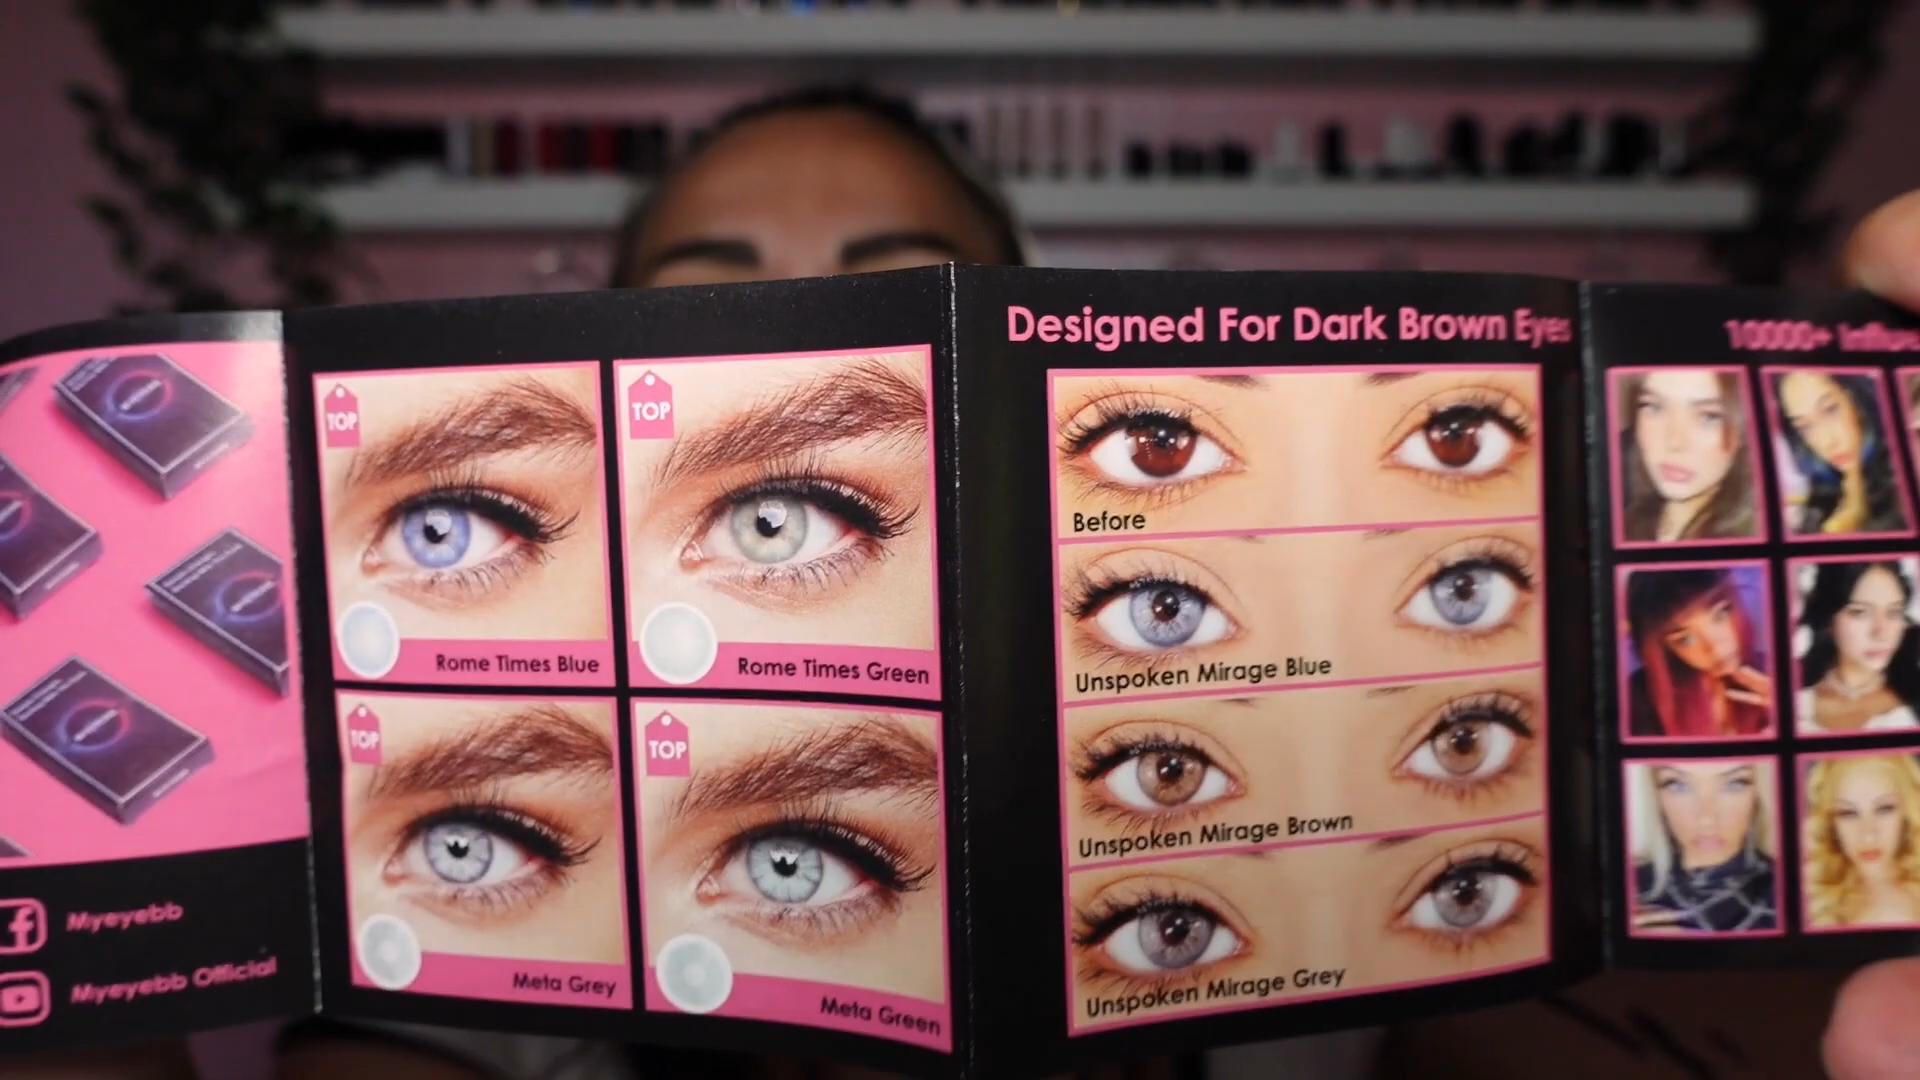 Myeyebb
Myeyebb Official
TOP
Rome Times Blue
TOP
Rome Times Green
TOP
Meta Grey
TOP
Meta Green
Designed For Dark Brown Eyes
Before
Unspoken Mirage Blue
Unspoken Mirage Brown
Unspoken Mirage Grey
10000+